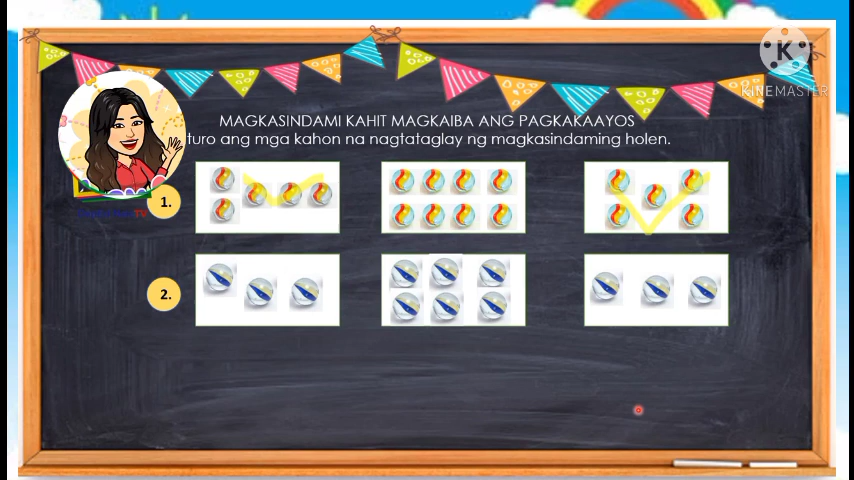 KINEMASTER
MAGKASINDAMI KAHIT MAGKAIBA ANG PAGKAKAAYOS
turo ang mga kahon na nagtataglay ng magkasindaming holen.
1.
2.